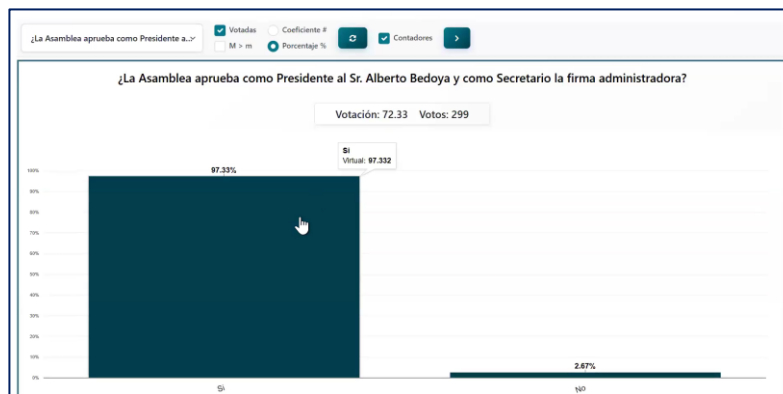 ¿La Asamblea aprueba como Presidente a...
Votadas
Coeficiente #
M > m
Porcentaje %
Contadores
¿La Asamblea aprueba como Presidente al Sr. Alberto Bedoya y como Secretario la firma administradora?
Votación: 72.33 Votos: 299
Si
Virtual: 97.332
97.33%
100%
90%
80%
70%
60%
50%
40%
30%
20%
10%
0%
2.67%
Si
No